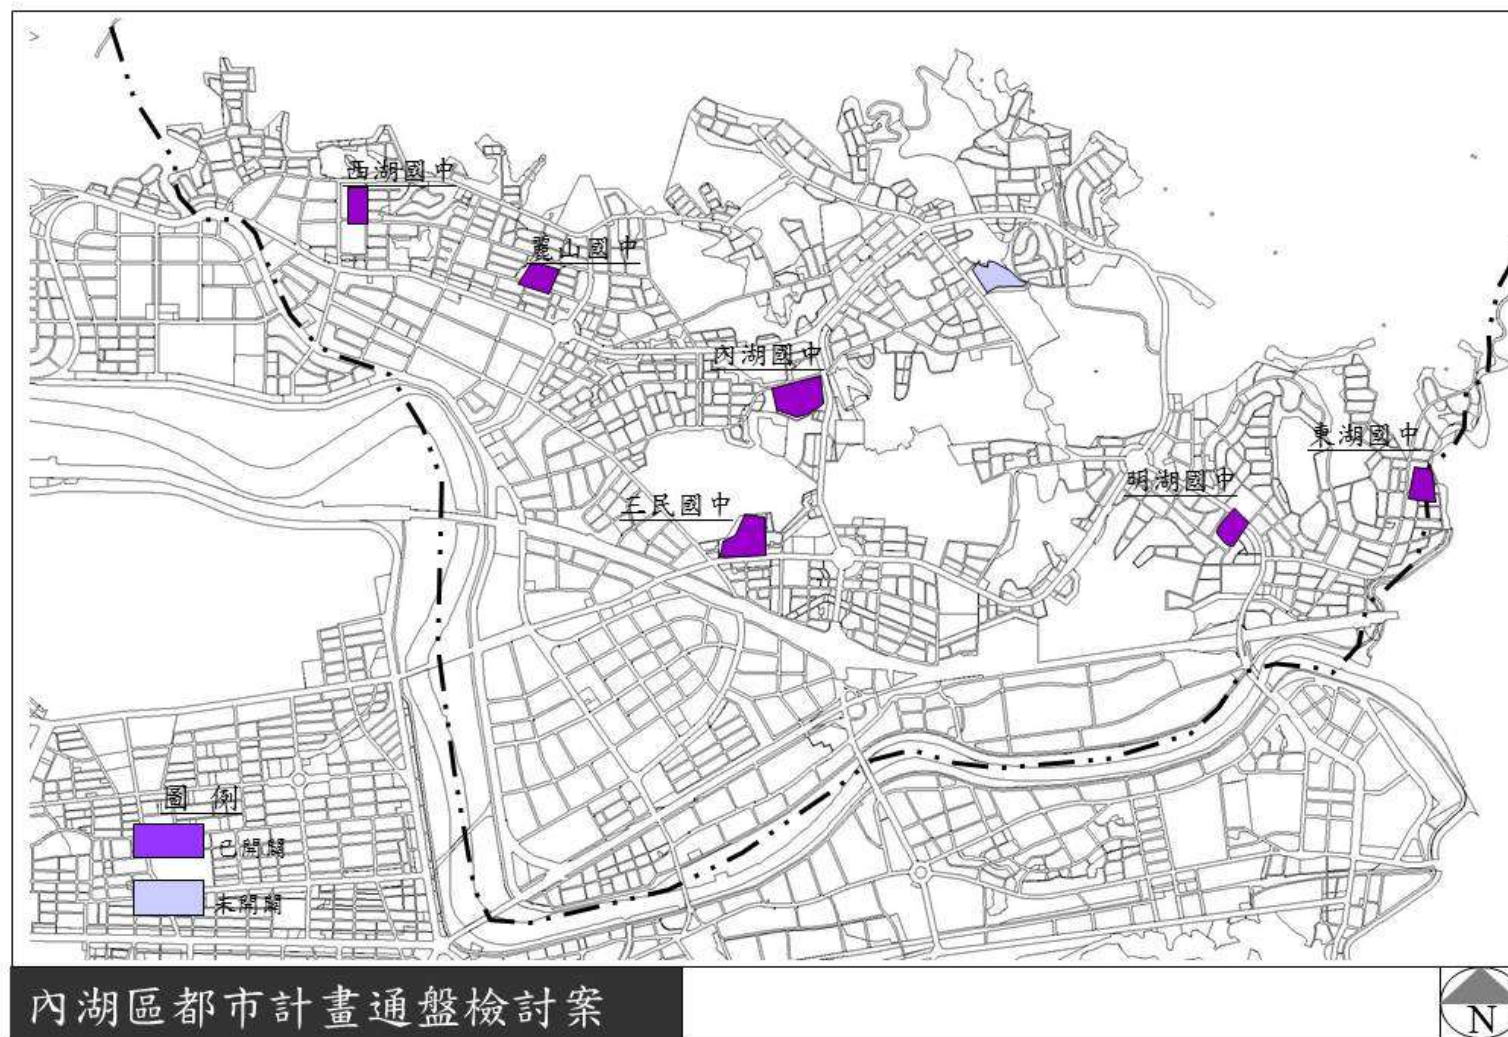 西湖國中
麗山國中
內湖國中
東湖國中
明湖國中
三民國中
圖 例
已開闢
未開闢
內湖區都市計畫通盤檢討案
N